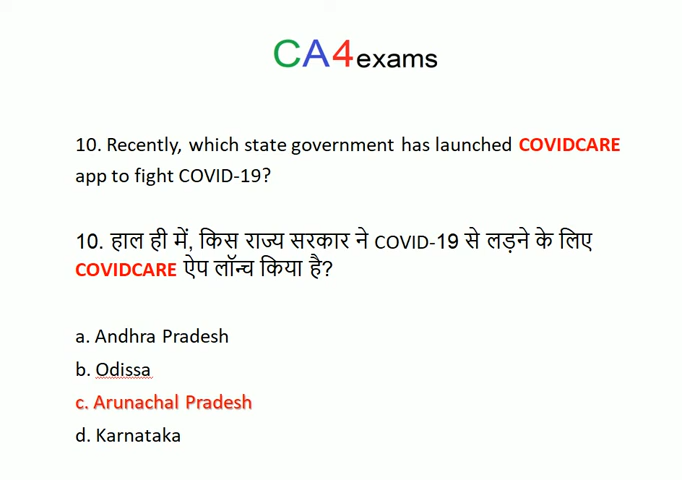 CA4exams
10. Recently, which state government has launched COVIDCARE
app to fight COVID-19?
10. हाल ही में, किस राज्य सरकार ने COVID-19 से लड़ने के लिए
COVIDCARE ऐप लॉन्च किया है?
a. Andhra Pradesh
b. Odissa
c. Arunachal Pradesh
d. Karnataka